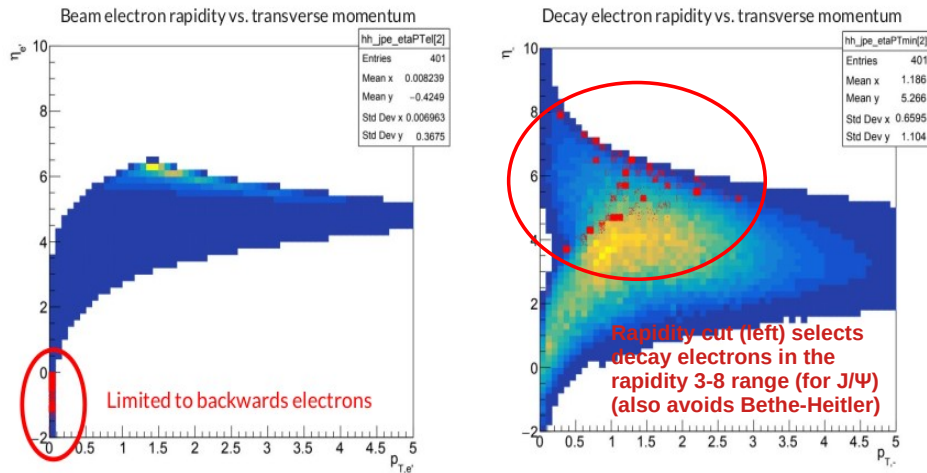 Beam electron rapidity vs. transverse momentum
η_e'
hh_jpe_etaPTel[2]
Entries 401
Mean x 0.008239
Mean y −0.4249
Std Dev x 0.006963
Std Dev y 0.3675
10
8
6
4
2
0
−2
0 0.5 1 1.5 2 2.5 3 3.5 4 4.5 5
p_T,e'
Limited to backwards electrons
Decay electron rapidity vs. transverse momentum
η_-
hh_jpe_etaPTmin[2]
Entries 401
Mean x 1.186
Mean y 5.266
Std Dev x 0.6595
Std Dev y 1.104
10
8
6
4
2
0
−2
0 0.5 1 1.5 2 2.5 3 3.5 4 4.5 5
p_T,-
Rapidity cut (left) selects
decay electrons in the
rapidity 3-8 range (for J/Ψ)
(also avoids Bethe-Heitler)